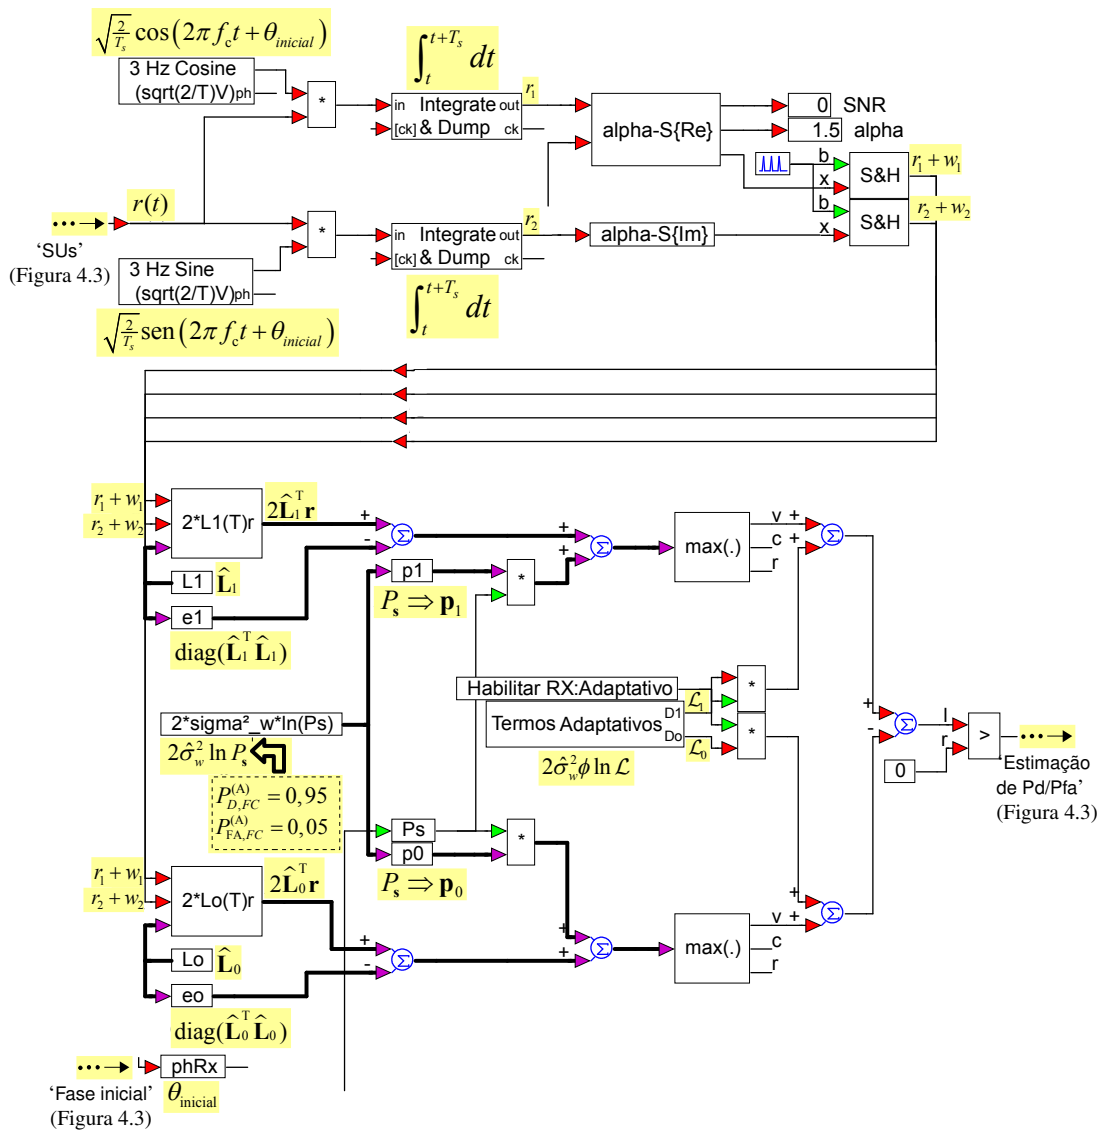 √(2/T_s) cos(2π f_c t + θ_inicial)
3 Hz Cosine
(sqrt(2/T)V) ph
*
∫_t^{t+T_s} dt
in Integrate out
[ck] & Dump ck
r_1
alpha-S{Re}
0 SNR
1.5 alpha
b
x
S&H
r_1 + w_1
r(t)
'SUs'
(Figura 4.3)
*
in Integrate out
[ck] & Dump ck
r_2
alpha-S{Im}
b
x
S&H
r_2 + w_2
3 Hz Sine
(sqrt(2/T)V) ph
√(2/T_s) sen(2π f_c t + θ_inicial)
∫_t^{t+T_s} dt
r_1 + w_1
r_2 + w_2
2*L1(T)r
2L̂_1^T r
+
-
Σ
+
+
Σ
max(.)
v
c
r
+
+
Σ
L1
L̂_1
e1
diag(L̂_1^T L̂_1)
p1
P_s ⇒ p_1
*
Habilitar RX:Adaptativo
Termos Adaptativos
D1
Do
ℒ_1
ℒ_0
*
*
2σ̂_w^2 ϕ ln ℒ
2*sigma²_w*ln(Ps)
2σ̂_w^2 ln P_s
P_{D,FC}^{(A)} = 0,95
P_{FA,FC}^{(A)} = 0,05
+
-
Σ
0
l
r
>
'Estimação
de Pd/Pfa'
(Figura 4.3)
Ps
p0
P_s ⇒ p_0
*
r_1 + w_1
r_2 + w_2
2*Lo(T)r
2L̂_0^T r
+
-
Σ
+
+
Σ
max(.)
v
c
r
+
+
Σ
Lo
L̂_0
eo
diag(L̂_0^T L̂_0)
phRx
θ_inicial
'Fase inicial'
(Figura 4.3)